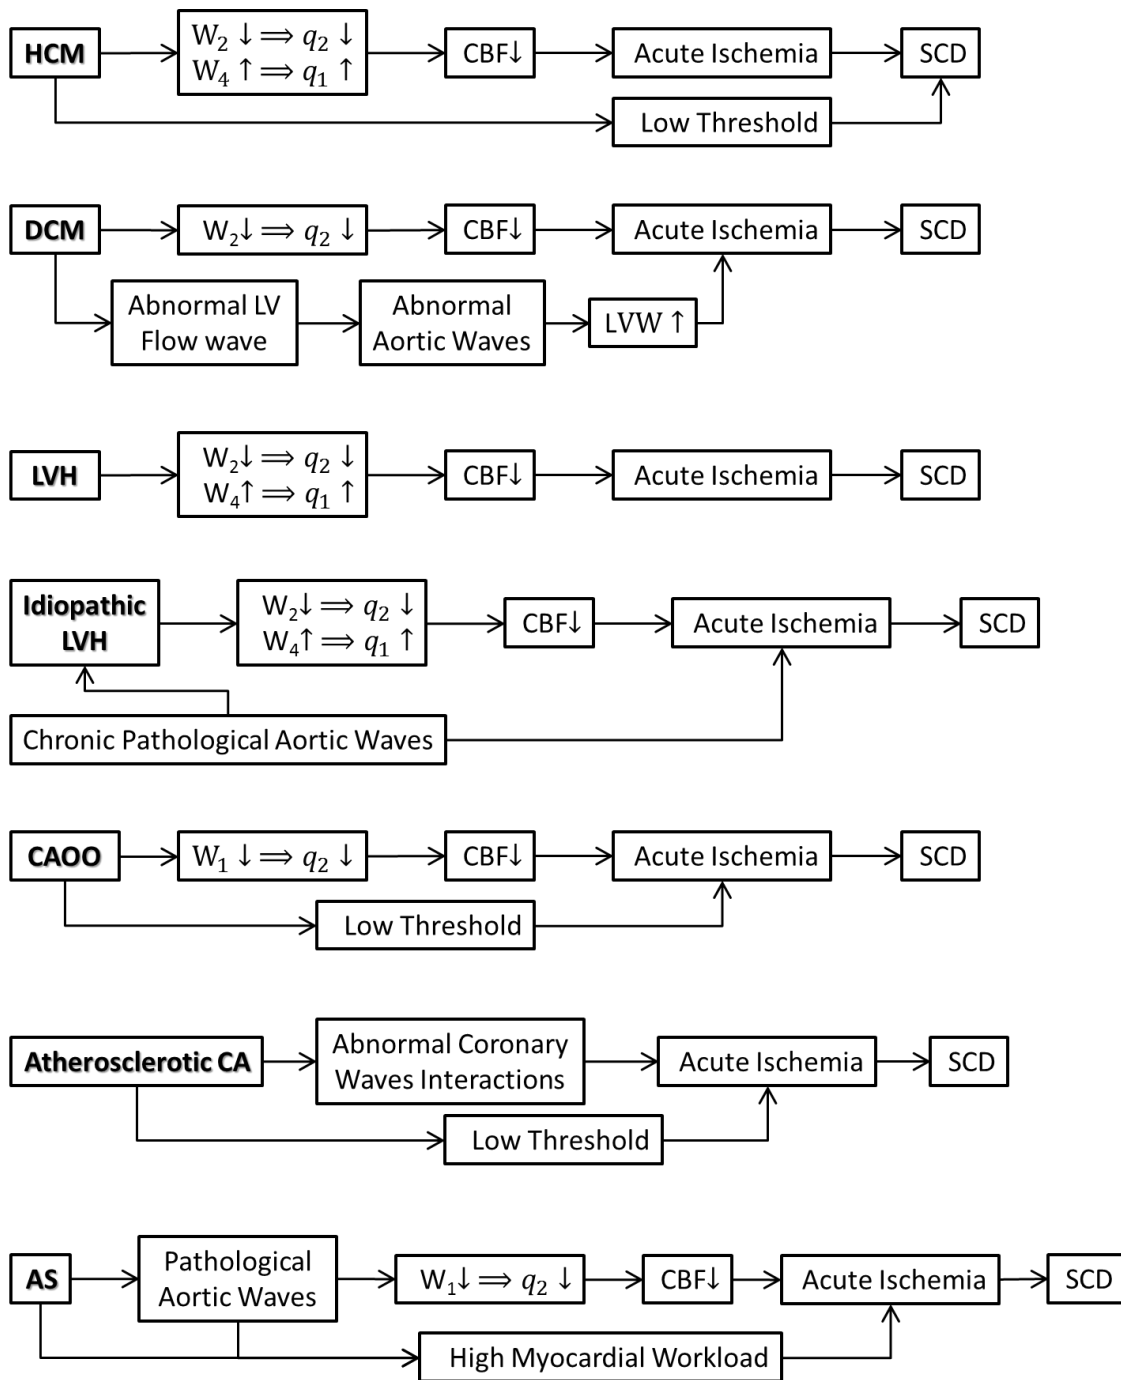 HCM
W₂ ↓ ⟹ q₂ ↓
W₄ ↑ ⟹ q₁ ↑
CBF↓
Acute Ischemia
SCD
Low Threshold
DCM
W₂↓ ⟹ q₂ ↓
CBF↓
Acute Ischemia
SCD
Abnormal LV
Flow wave
Abnormal
Aortic Waves
LVW ↑
LVH
W₂↓ ⟹ q₂ ↓
W₄↑ ⟹ q₁ ↑
CBF↓
Acute Ischemia
SCD
Idiopathic
LVH
W₂↓ ⟹ q₂ ↓
W₄↑ ⟹ q₁ ↑
CBF↓
Acute Ischemia
SCD
Chronic Pathological Aortic Waves
CAOO
W₁ ↓ ⟹ q₂ ↓
CBF↓
Acute Ischemia
SCD
Low Threshold
Atherosclerotic CA
Abnormal Coronary
Waves Interactions
Acute Ischemia
SCD
Low Threshold
AS
Pathological
Aortic Waves
W₁↓ ⟹ q₂ ↓
CBF↓
Acute Ischemia
SCD
High Myocardial Workload